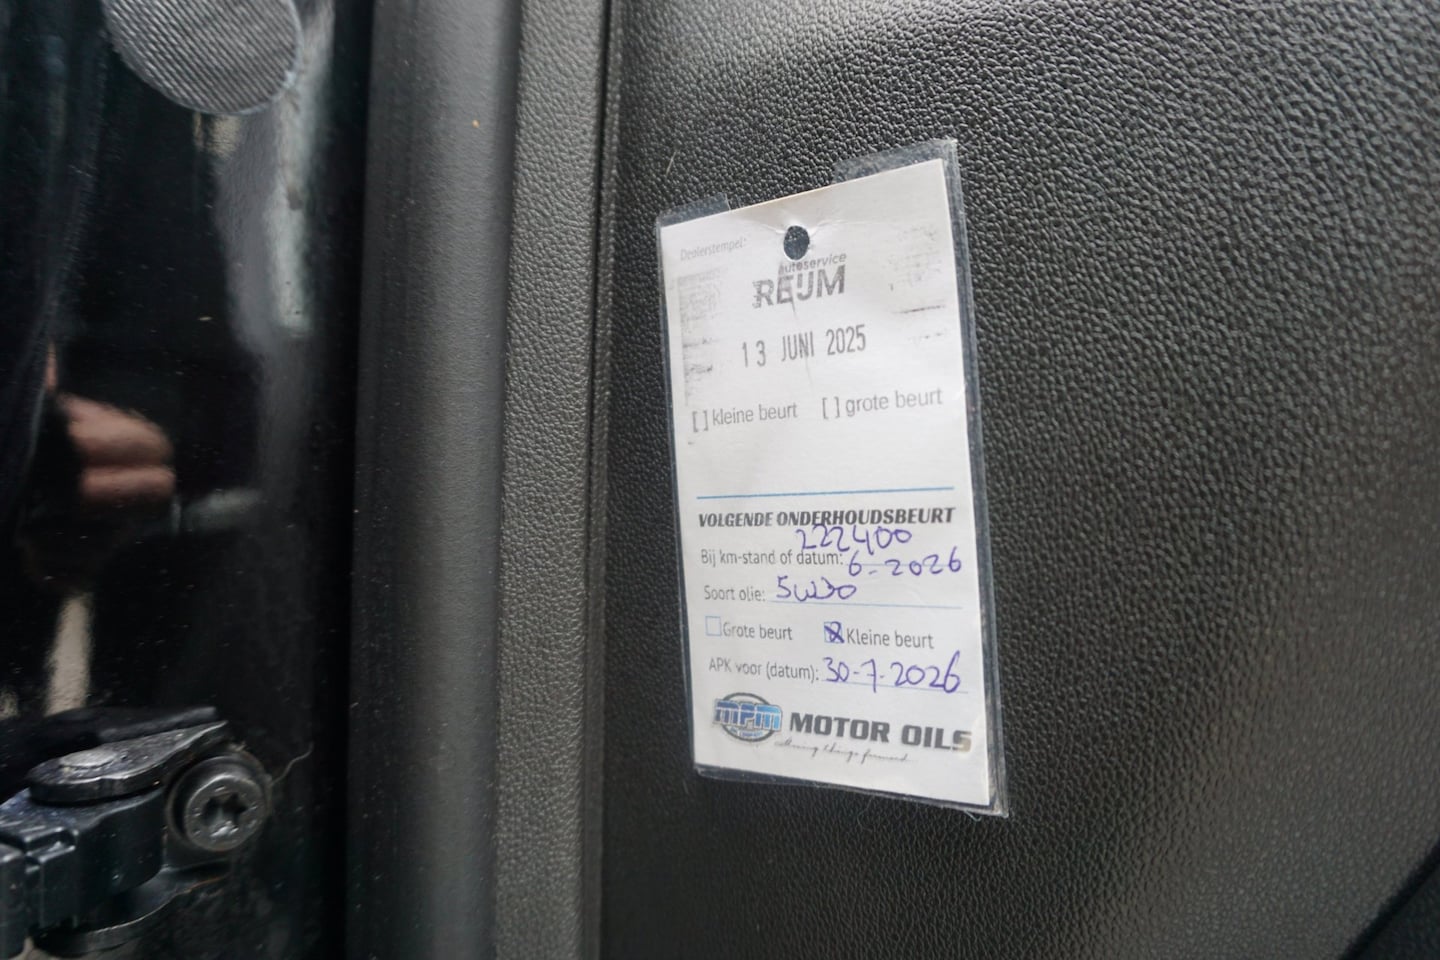 Dealerstempel:
autoservice
REUM
13 JUNI 2025
[ ] kleine beurt [ ] grote beurt
VOLGENDE ONDERHOUDSBEURT
222400
Bij km-stand of datum: 6-2026
Soort olie: 5W30
Grote beurt Kleine beurt
APK voor (datum): 30-7-2026
MPM MOTOR OILS